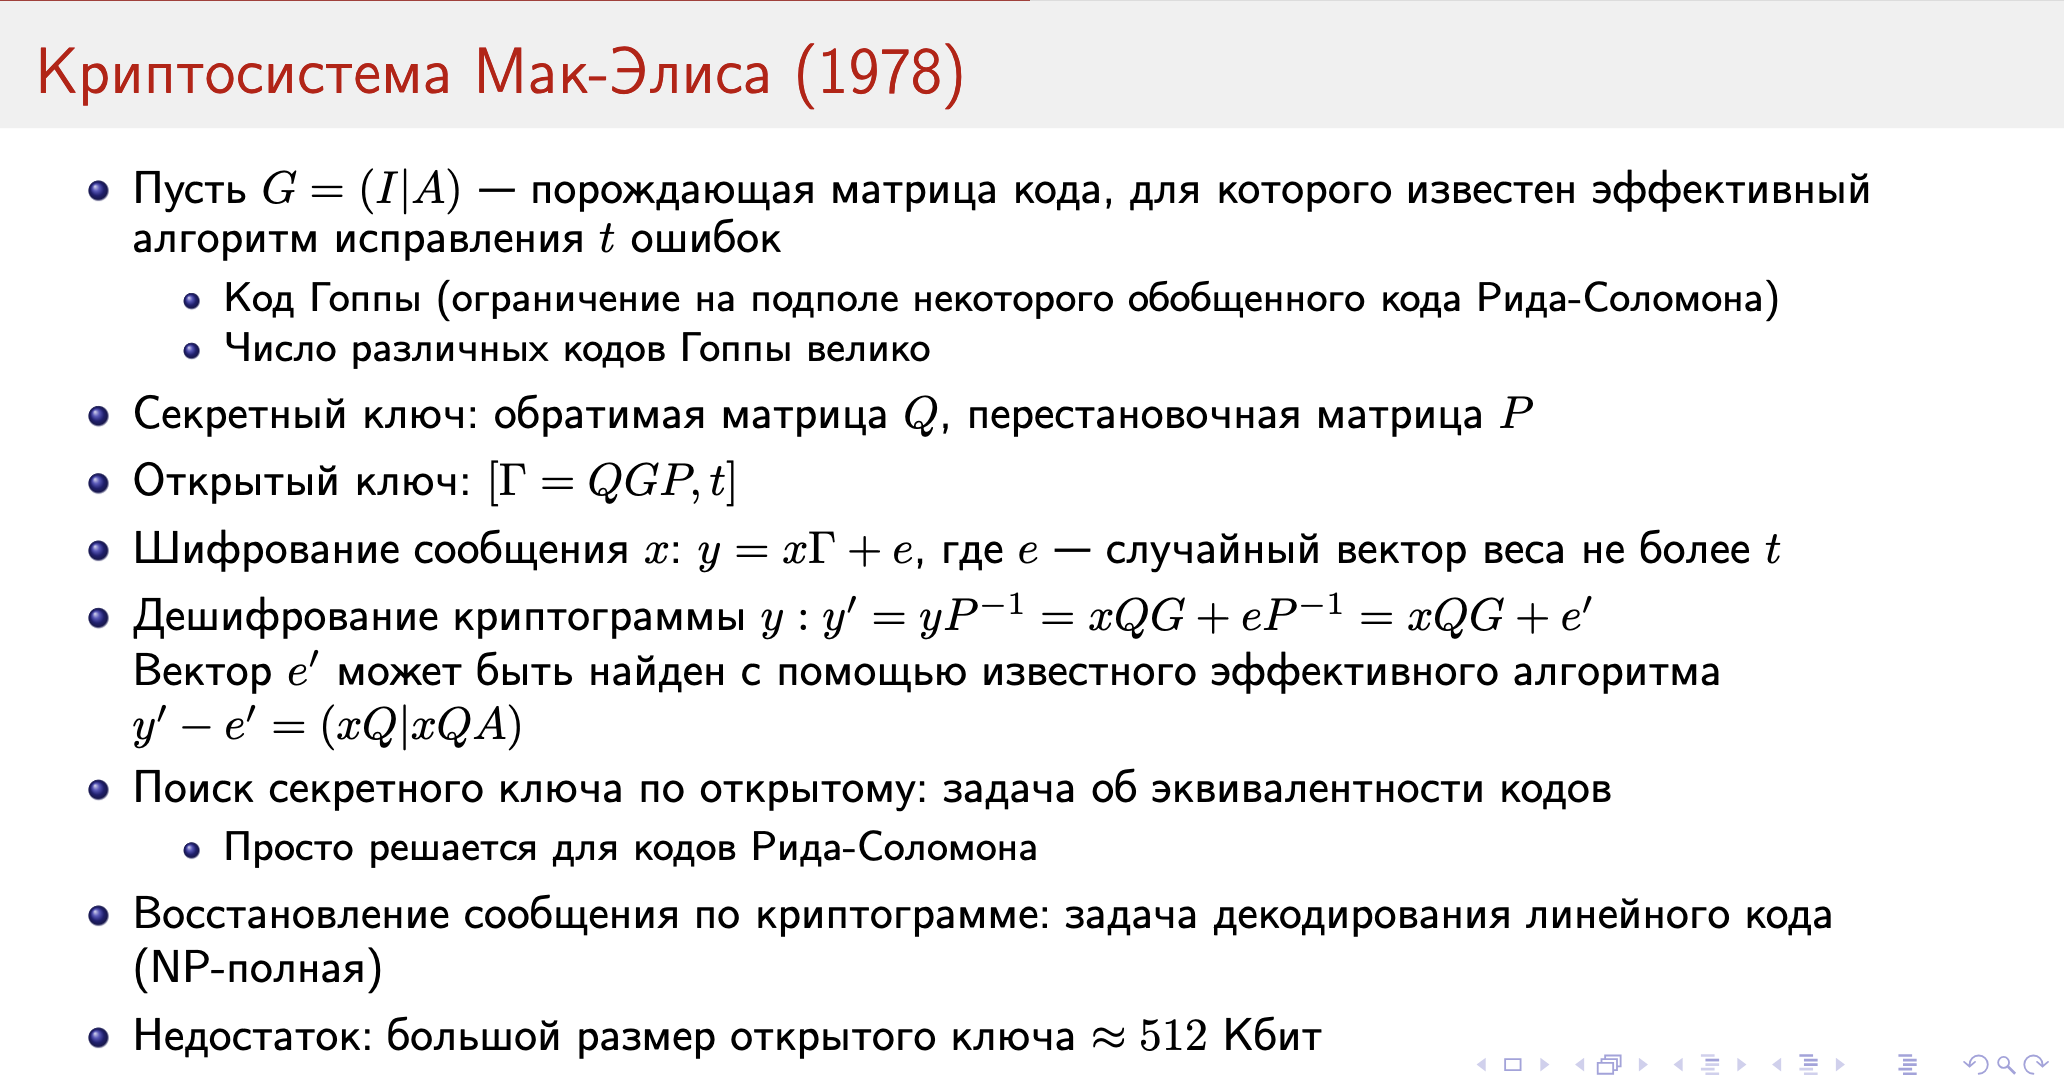 Криптосистема Мак-Элиса (1978)
Пусть G = (I|A) — порождающая матрица кода, для которого известен эффективный
алгоритм исправления t ошибок
Код Гоппы (ограничение на подполе некоторого обобщенного кода Рида-Соломона)
Число различных кодов Гоппы велико
Секретный ключ: обратимая матрица Q, перестановочная матрица P
Открытый ключ: [Γ = QGP, t]
Шифрование сообщения x: y = xΓ + e, где e — случайный вектор веса не более t
Дешифрование криптограммы y : y′ = yP⁻¹ = xQG + eP⁻¹ = xQG + e′
Вектор e′ может быть найден с помощью известного эффективного алгоритма
y′ − e′ = (xQ|xQA)
Поиск секретного ключа по открытому: задача об эквивалентности кодов
Просто решается для кодов Рида-Соломона
Восстановление сообщения по криптограмме: задача декодирования линейного кода
(NP-полная)
Недостаток: большой размер открытого ключа ≈ 512 Кбит